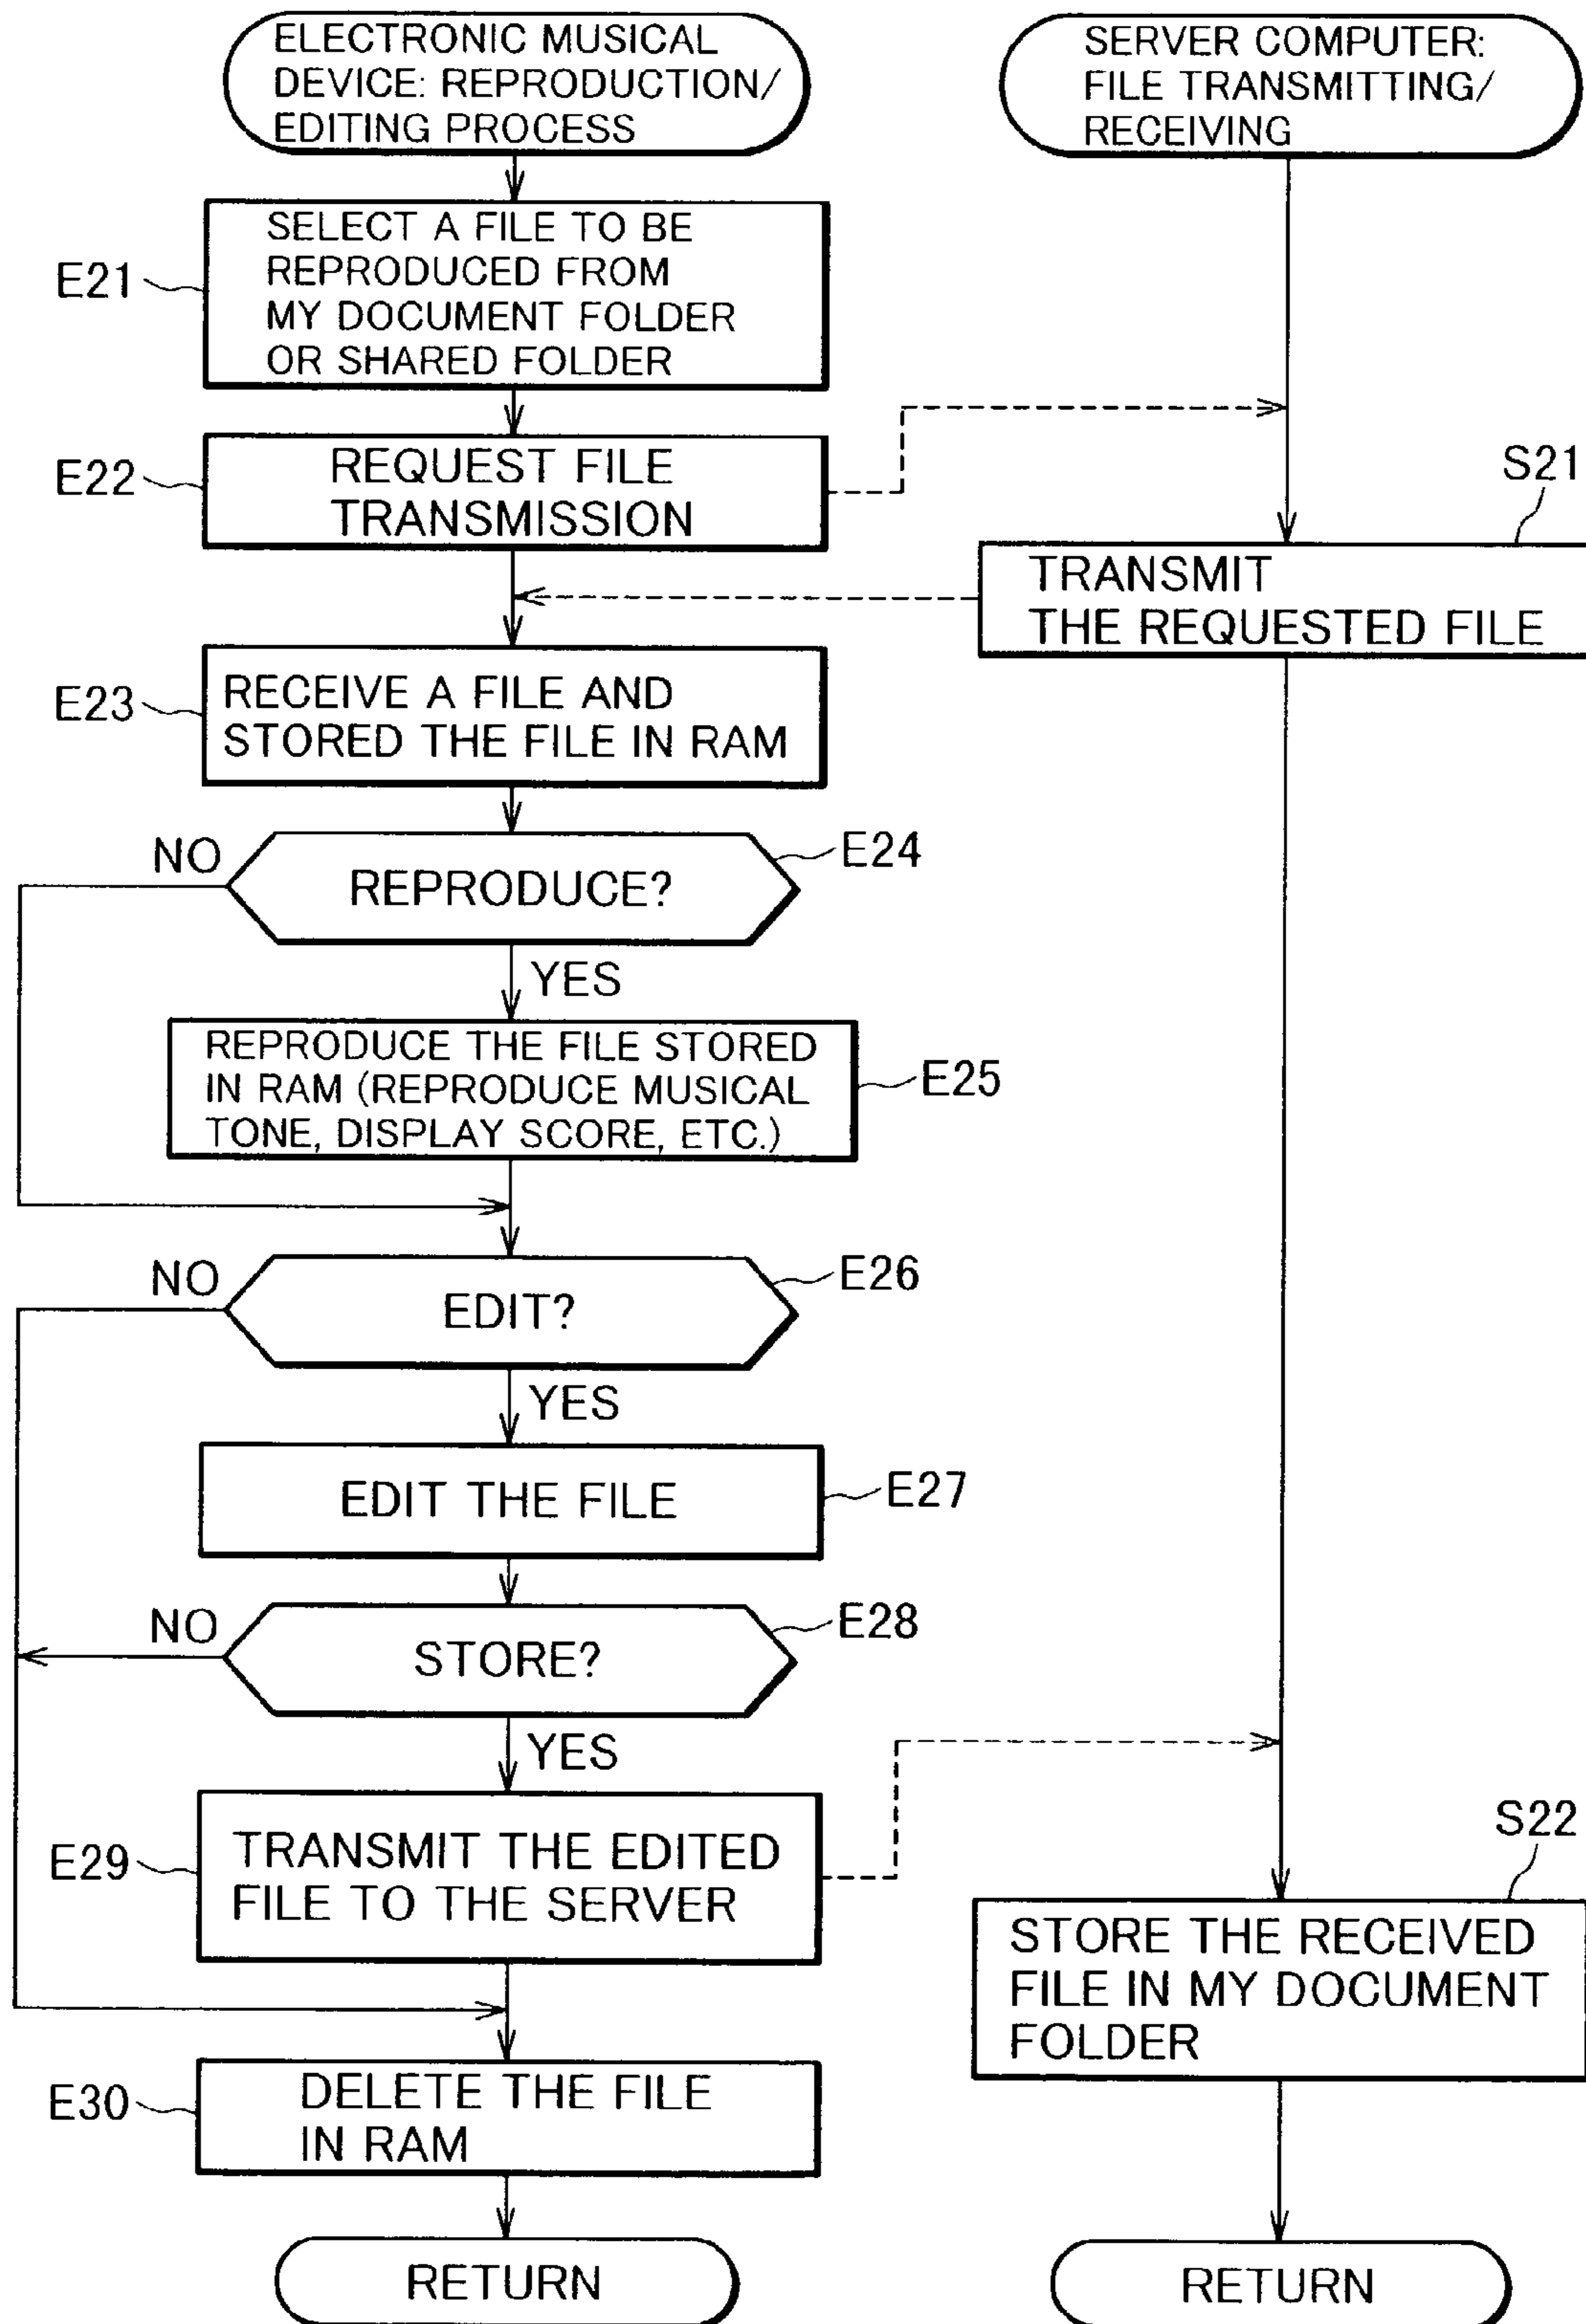 ELECTRONIC MUSICAL
DEVICE: REPRODUCTION/
EDITING PROCESS
SERVER COMPUTER:
FILE TRANSMITTING/
RECEIVING
E21
SELECT A FILE TO BE
REPRODUCED FROM
MY DOCUMENT FOLDER
OR SHARED FOLDER
E22
REQUEST FILE
TRANSMISSION
S21
TRANSMIT
THE REQUESTED FILE
E23
RECEIVE A FILE AND
STORED THE FILE IN RAM
NO
REPRODUCE?
E24
YES
REPRODUCE THE FILE STORED
IN RAM (REPRODUCE MUSICAL
TONE, DISPLAY SCORE, ETC.)
E25
NO
EDIT?
E26
YES
EDIT THE FILE
E27
NO
STORE?
E28
YES
E29
TRANSMIT THE EDITED
FILE TO THE SERVER
S22
STORE THE RECEIVED
FILE IN MY DOCUMENT
FOLDER
E30
DELETE THE FILE
IN RAM
RETURN
RETURN